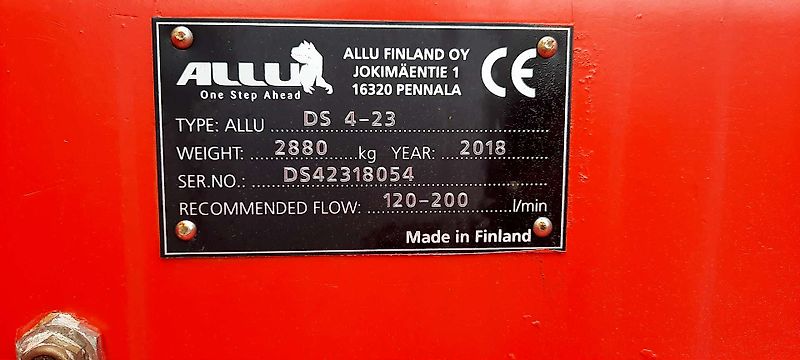 ALLU
One Step Ahead
ALLU FINLAND OY
JOKIMÄENTIE 1
16320 PENNALA
CE
TYPE: ALLU DS 4-23
WEIGHT: 2880 kg YEAR: 2018
SER.NO.: DS42318054
RECOMMENDED FLOW: 120-200 l/min
Made in Finland